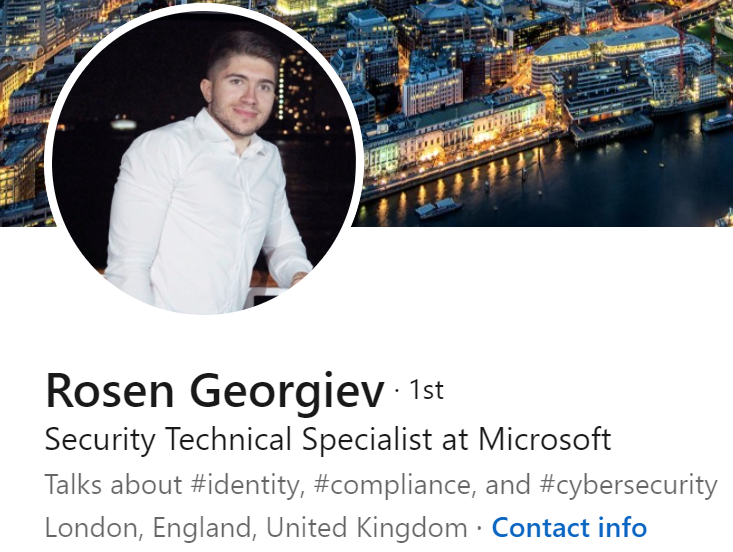 Rosen Georgiev · 1st
Security Technical Specialist at Microsoft
Talks about #identity, #compliance, and #cybersecurity
London, England, United Kingdom · Contact info